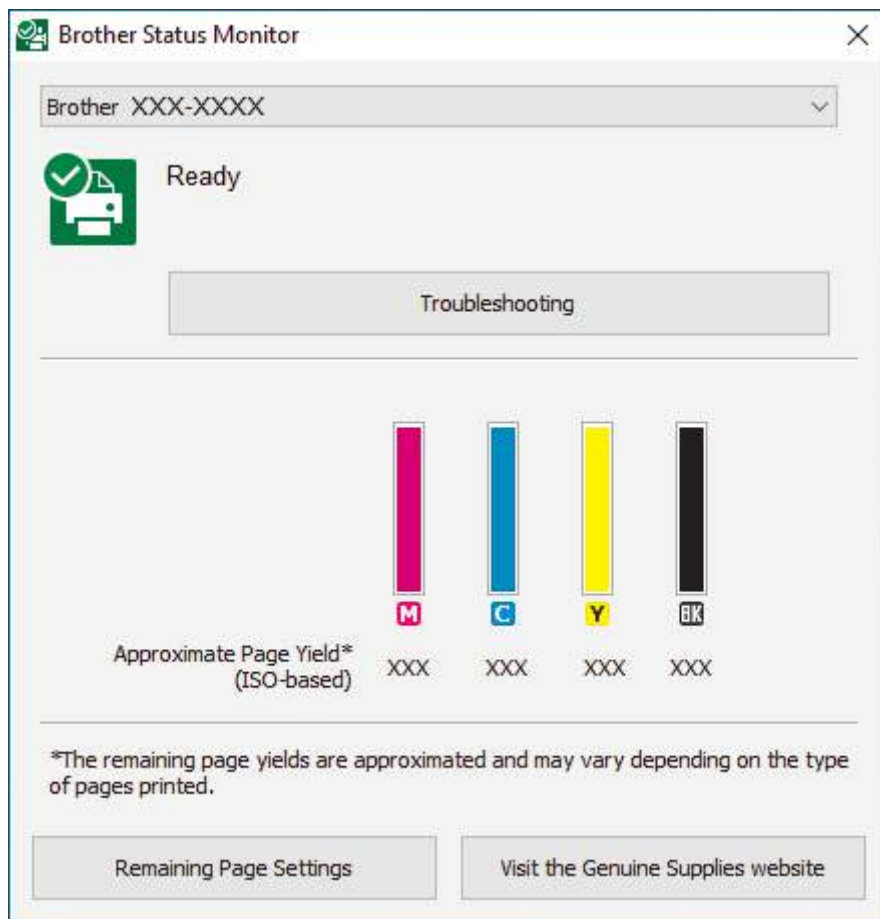 Brother Status Monitor
Brother XXX-XXXX
Ready
Troubleshooting
M C Y BK
Approximate Page Yield* XXX XXX XXX XXX
(ISO-based)
*The remaining page yields are approximated and may vary depending on the type
of pages printed.
Remaining Page Settings Visit the Genuine Supplies website